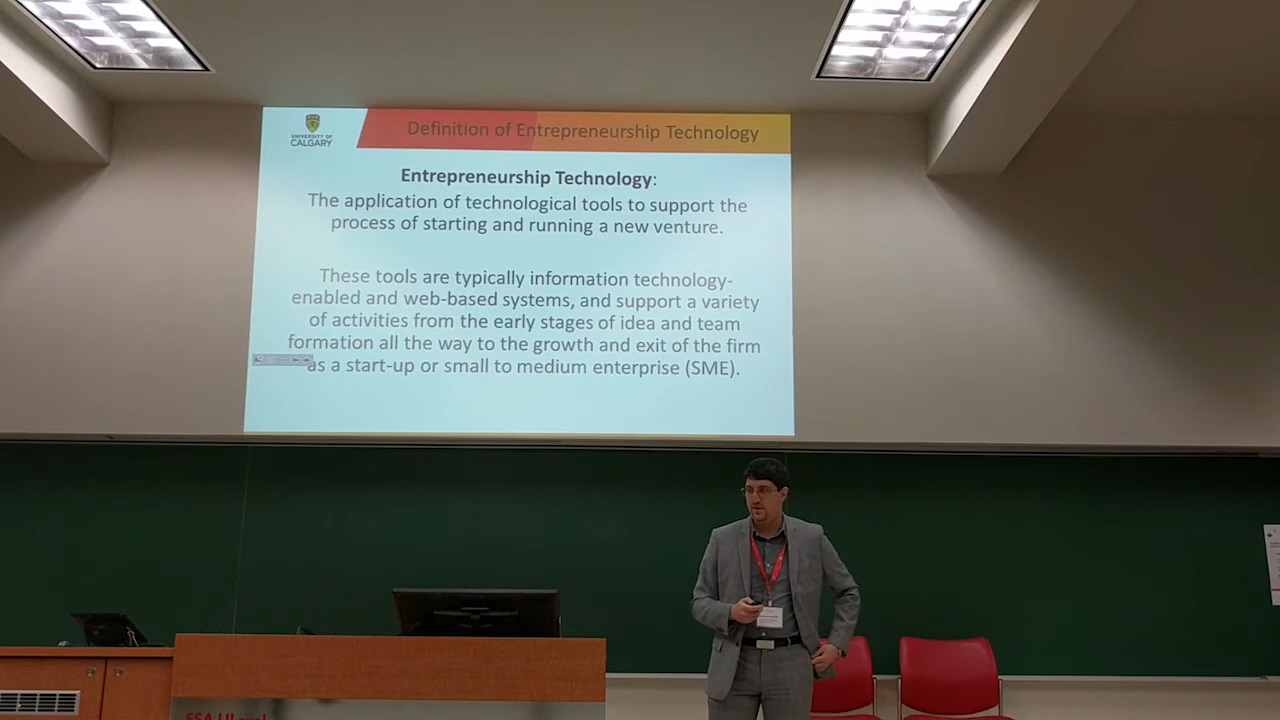 UNIVERSITY OF
CALGARY
Definition of Entrepreneurship Technology
Entrepreneurship Technology:
The application of technological tools to support the
process of starting and running a new venture.
These tools are typically information technology-
enabled and web-based systems, and support a variety
of activities from the early stages of idea and team
formation all the way to the growth and exit of the firm
as a start-up or small to medium enterprise (SME).